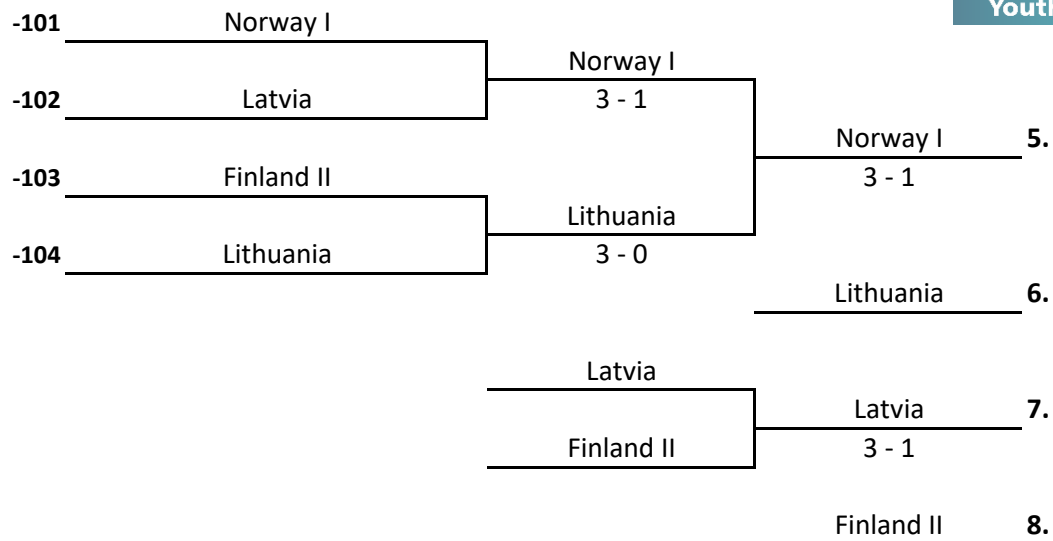 Youth
-101 Norway I
Norway I
-102 Latvia 3 - 1
Norway I 5.
-103 Finland II 3 - 1
Lithuania
-104 Lithuania 3 - 0
Lithuania 6.
Latvia
Latvia 7.
Finland II 3 - 1
Finland II 8.